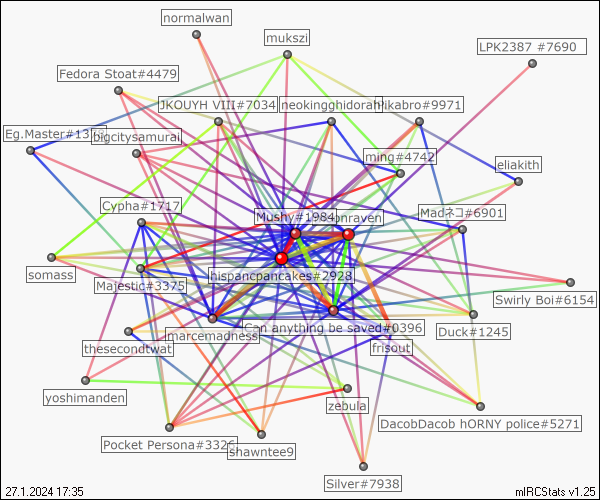 normalwan
mukszi
LPK2387 #7690
Fedora Stoat#4479
JKOUYH VIII#7034
neokingghidorah
Pikabro#9971
Eg.Master#1378
bigcitysamurai
ming#4742
eliakith
Cypha#1717
Mushy#1984
pnraven
Madネコ#6901
somass
Majestic#3375
hispancpancakes#2928
Swirly Boi#6154
marcemadness
Can anything be saved#0396
Duck#1245
thesecondtwat
frisout
yoshimanden
zebula
DacobDacob hORNY police#5271
Pocket Persona#3326
shawntee9
Silver#7938
27.1.2024 17:35
mIRCStats v1.25